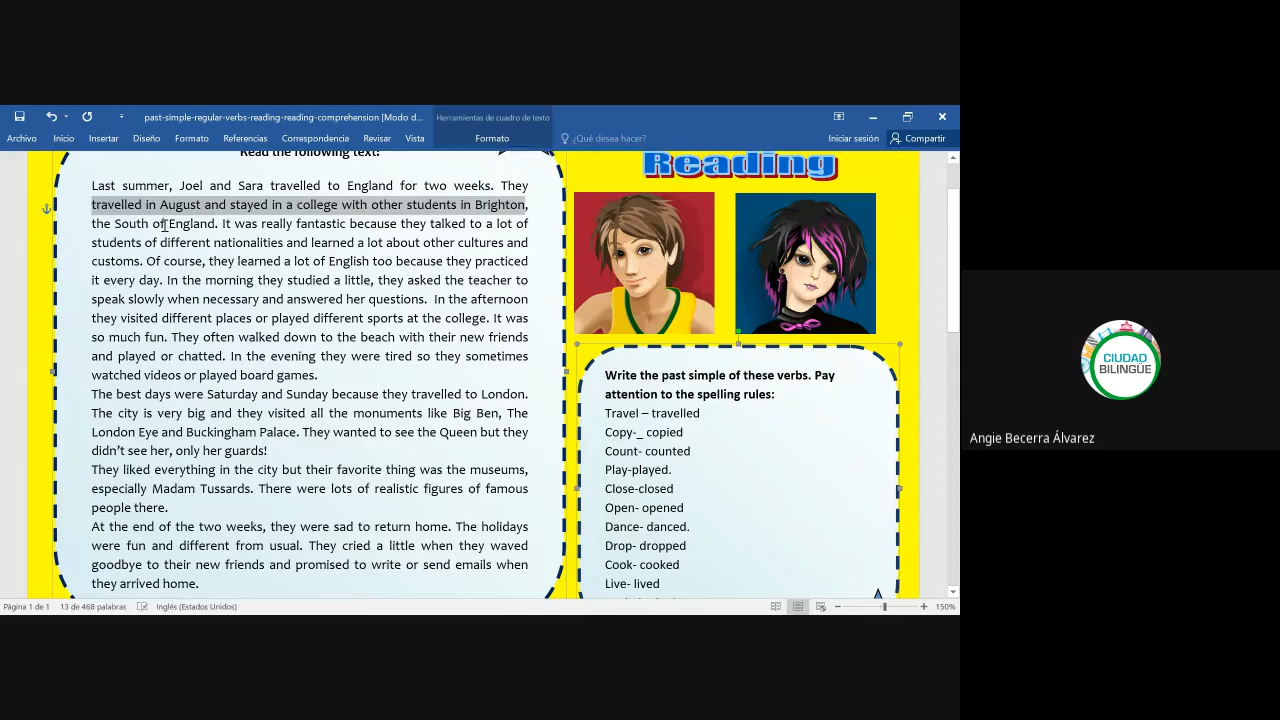 past-simple-regular-verbs-reading-reading-comprehension [Modo d...
Herramientas de cuadro de texto
Archivo Inicio Insertar Diseño Formato Referencias Correspondencia Revisar Vista Formato ¿Qué desea hacer? Iniciar sesión Compartir
Read the following text:
Last summer, Joel and Sara travelled to England for two weeks. They
travelled in August and stayed in a college with other students in Brighton,
the South of England. It was really fantastic because they talked to a lot of
students of different nationalities and learned a lot about other cultures and
customs. Of course, they learned a lot of English too because they practiced
it every day. In the morning they studied a little, they asked the teacher to
speak slowly when necessary and answered her questions. In the afternoon
they visited different places or played different sports at the college. It was
so much fun. They often walked down to the beach with their new friends
and played or chatted. In the evening they were tired so they sometimes
watched videos or played board games.
The best days were Saturday and Sunday because they travelled to London.
The city is very big and they visited all the monuments like Big Ben, The
London Eye and Buckingham Palace. They wanted to see the Queen but they
didn't see her, only her guards!
They liked everything in the city but their favorite thing was the museums,
especially Madam Tussards. There were lots of realistic figures of famous
people there.
At the end of the two weeks, they were sad to return home. The holidays
were fun and different from usual. They cried a little when they waved
goodbye to their new friends and promised to write or send emails when
they arrived home.
Reading
Write the past simple of these verbs. Pay
attention to the spelling rules:
Travel – travelled
Copy-_ copied
Count- counted
Play-played.
Close-closed
Open- opened
Dance- danced.
Drop- dropped
Cook- cooked
Live- lived
Página 1 de 1 13 de 468 palabras Inglés (Estados Unidos) 150%
CIUDAD
BILINGÜE
Angie Becerra Álvarez